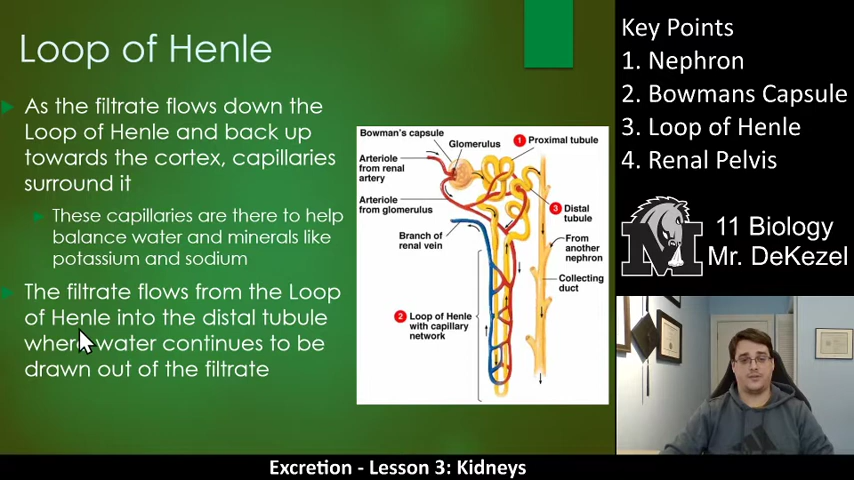 Loop of Henle
As the filtrate flows down the
Loop of Henle and back up
towards the cortex, capillaries
surround it
These capillaries are there to help
balance water and minerals like
potassium and sodium
The filtrate flows from the Loop
of Henle into the distal tubule
where water continues to be
drawn out of the filtrate
Bowman's capsule
Glomerulus
1 Proximal tubule
Arteriole
from renal
artery
Arteriole
from glomerulus
3 Distal
tubule
Branch of
renal vein
From
another
nephron
Collecting
duct
2 Loop of Henle
with capillary
network
Key Points
1. Nephron
2. Bowmans Capsule
3. Loop of Henle
4. Renal Pelvis
M
11 Biology
Mr. DeKezel
Excretion - Lesson 3: Kidneys